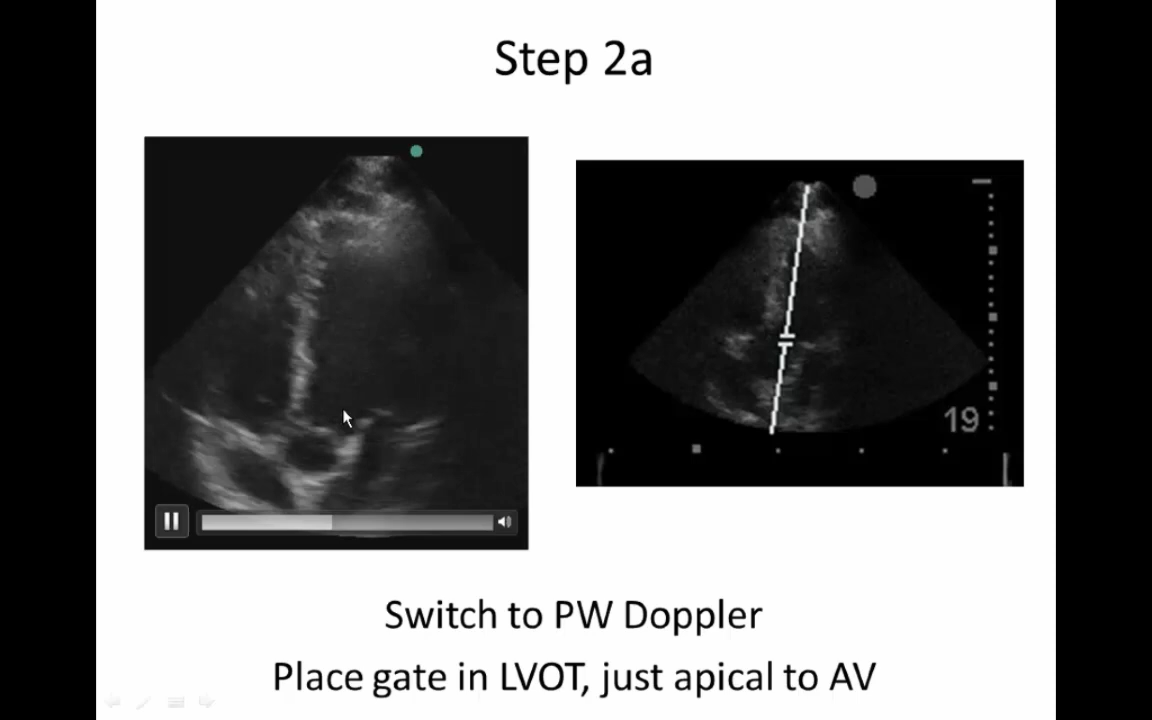 Step 2a
19
Switch to PW Doppler
Place gate in LVOT, just apical to AV